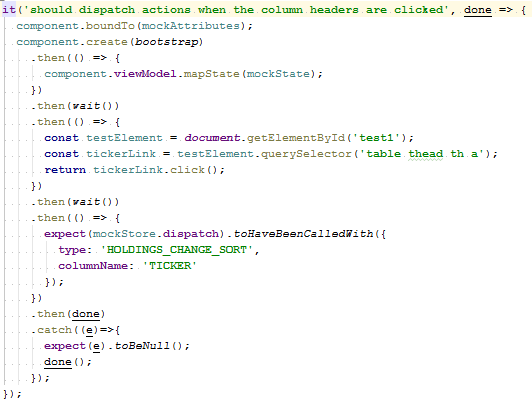 it('should dispatch actions when the column headers are clicked', done => {
  component.boundTo(mockAttributes);
  component.create(bootstrap)
    .then(() => {
      component.viewModel.mapState(mockState);
    })
    .then(wait())
    .then(() => {
      const testElement = document.getElementById('test1');
      const tickerLink = testElement.querySelector('table thead th a');
      return tickerLink.click();
    })
    .then(wait())
    .then(() => {
      expect(mockStore.dispatch).toHaveBeenCalledWith({
        type: 'HOLDINGS_CHANGE_SORT',
        columnName: 'TICKER'
      });
    })
    .then(done)
    .catch((e)=>{
      expect(e).toBeNull();
      done();
    });
});